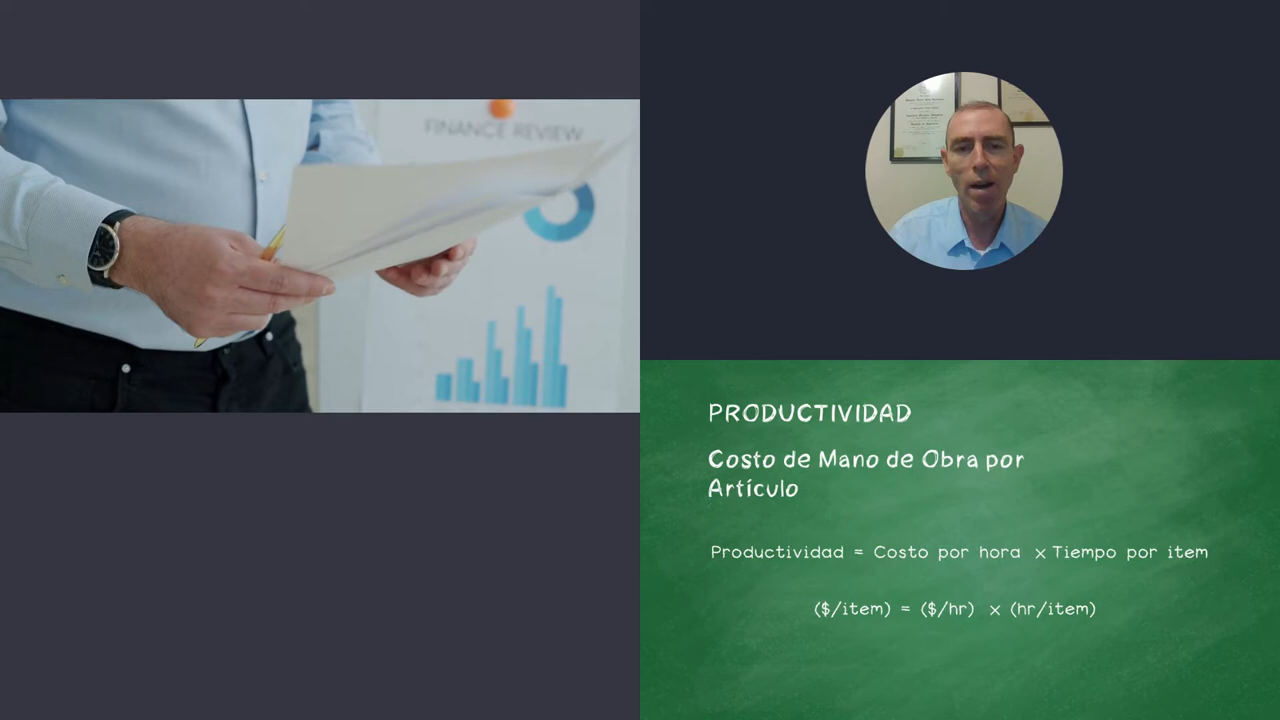 FINANCE REVIEW
PRODUCTIVIDAD
Costo de Mano de Obra por
Artículo
Productividad = Costo por hora x Tiempo por item
($/item) = ($/hr) x (hr/item)